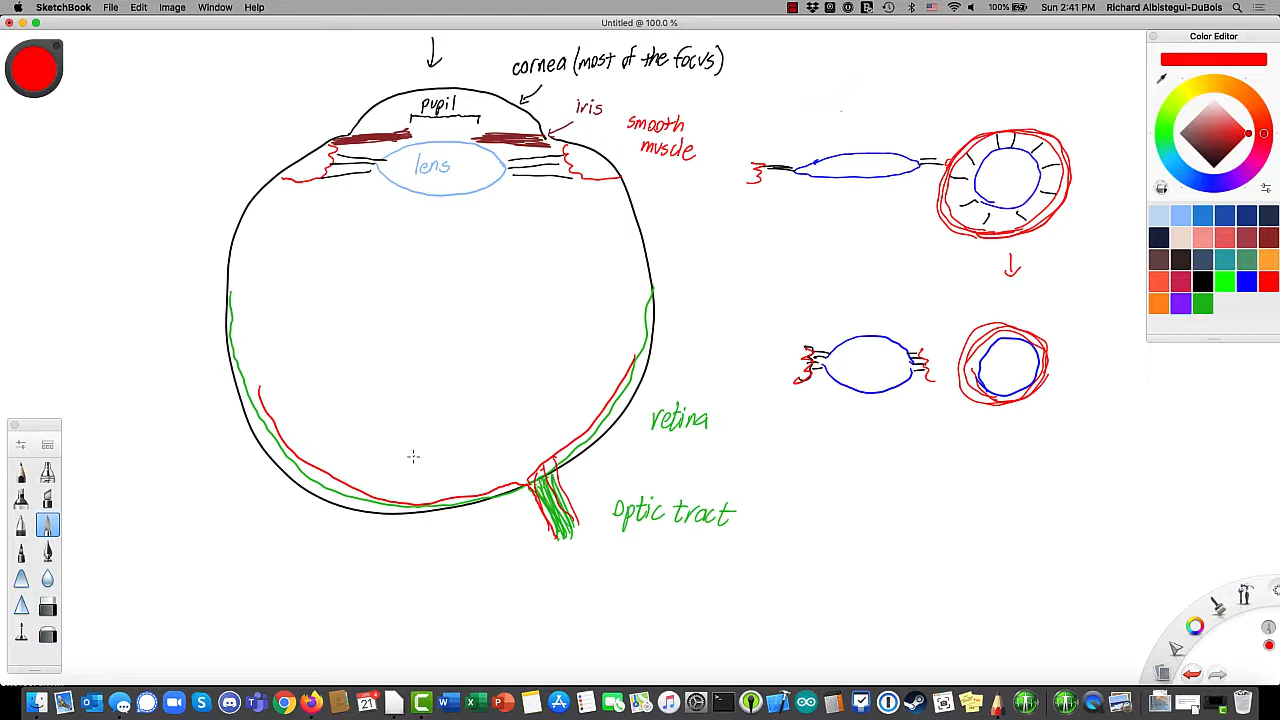 SketchBook File Edit Image Window Help
100% Sun 2:41 PM Richard Albistegui-DuBois
Untitled @ 100.0 %
Color Editor
cornea (most of the focus)
pupil
iris
smooth
muscle
lens
retina
Optic tract